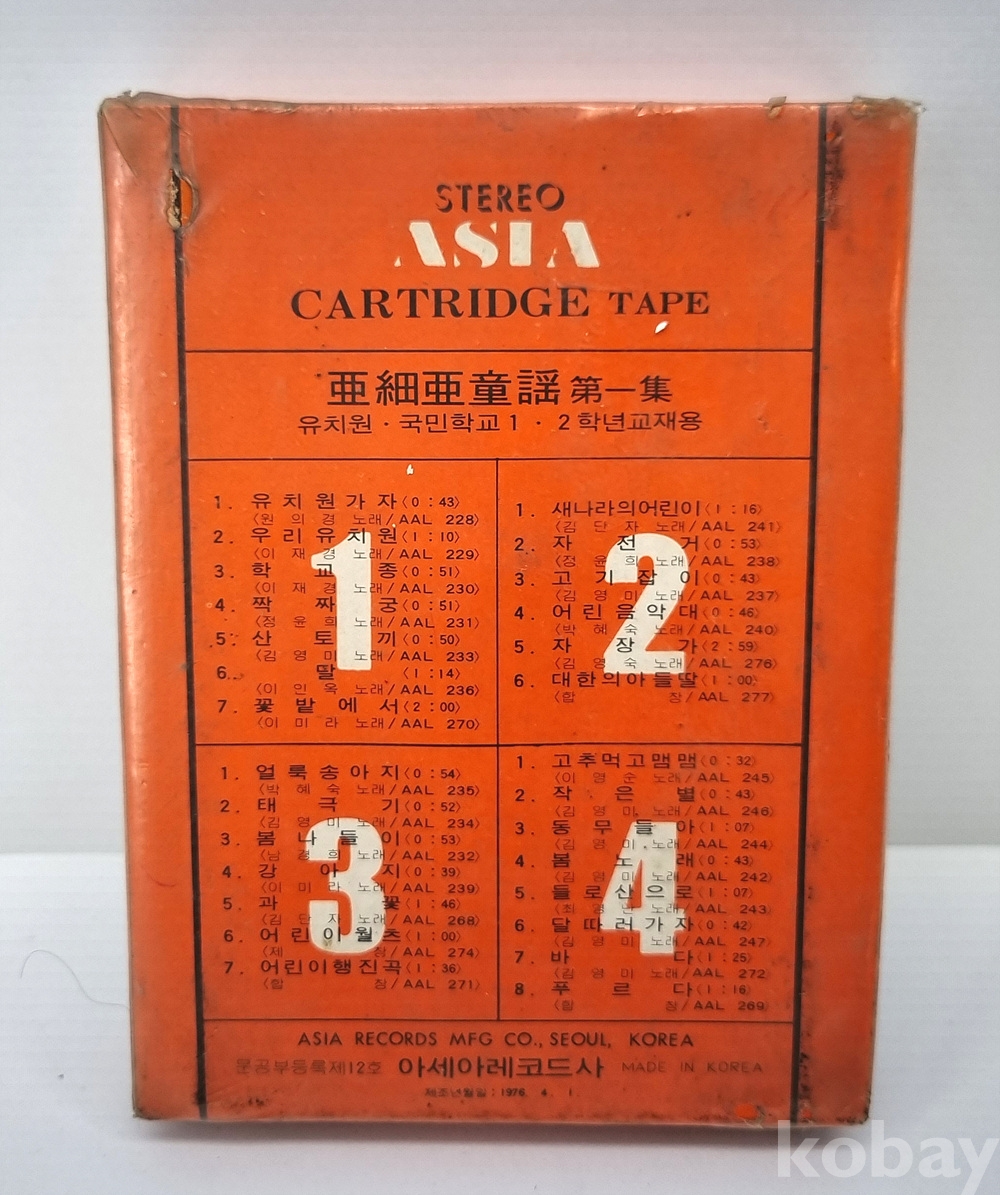 STEREO
ASIA
CARTRIDGE TAPE
亜細亜童謡 第一集
유치원 · 국민학교 1 · 2학년교재용
1
1. 유치원가자 〈0 : 43〉
〈원의경 노래/AAL 228〉
2. 우리유치원 〈1 : 10〉
〈이재경 노래/AAL 229〉
3. 학교종 〈0 : 51〉
〈이재경 노래/AAL 230〉
4. 짝짜궁 〈0 : 51〉
〈정윤희 노래/AAL 231〉
5. 산토끼 〈0 : 50〉
〈김영미 노래/AAL 233〉
6. 딸 〈1 : 14〉
〈이인옥 노래/AAL 236〉
7. 꽃밭에서 〈2 : 00〉
〈이미라 노래/AAL 270〉
2
1. 새나라의어린이 〈1 : 16〉
〈김단자 노래/AAL 241〉
2. 자전거 〈0 : 53〉
〈정윤희 노래/AAL 238〉
3. 고기잡이 〈0 : 43〉
〈김영미 노래/AAL 237〉
4. 어린음악대 〈0 : 46〉
〈박혜숙 노래/AAL 240〉
5. 자장가 〈2 : 59〉
〈김영숙 노래/AAL 276〉
6. 대한의아들딸 〈1 : 00〉
〈합창/AAL 277〉
3
1. 얼룩송아지 〈0 : 54〉
〈박혜숙 노래/AAL 235〉
2. 태극기 〈0 : 52〉
〈김영미 노래/AAL 234〉
3. 봄나들이 〈0 : 53〉
〈남경희 노래/AAL 232〉
4. 강아지 〈0 : 39〉
〈이미라 노래/AAL 239〉
5. 과꽃 〈1 : 46〉
〈김단자 노래/AAL 268〉
6. 어린이왈츠 〈1 : 00〉
〈제창/AAL 274〉
7. 어린이행진곡 〈1 : 36〉
〈합창/AAL 271〉
4
1. 고추먹고맴맴 〈0 : 32〉
〈이영순 노래/AAL 245〉
2. 작은별 〈0 : 43〉
〈김영미 노래/AAL 246〉
3. 동무들아 〈1 : 07〉
〈김영미 노래/AAL 244〉
4. 봄노래 〈0 : 43〉
〈김영미 노래/AAL 242〉
5. 들로산으로 〈1 : 07〉
노래/AAL 243〉
6. 달따러가자 〈0 : 42〉
〈김영미 노래/AAL 247〉
7. 바다 〈1 : 25〉
〈김영미 노래/AAL 272〉
8. 푸르다 〈1 : 16〉
〈합창/AAL 269〉
ASIA RECORDS MFG CO., SEOUL, KOREA
문공부등록제12호 아세아레코드사 MADE IN KOREA
제조년월일 : 1976. 4. 1.
kobay